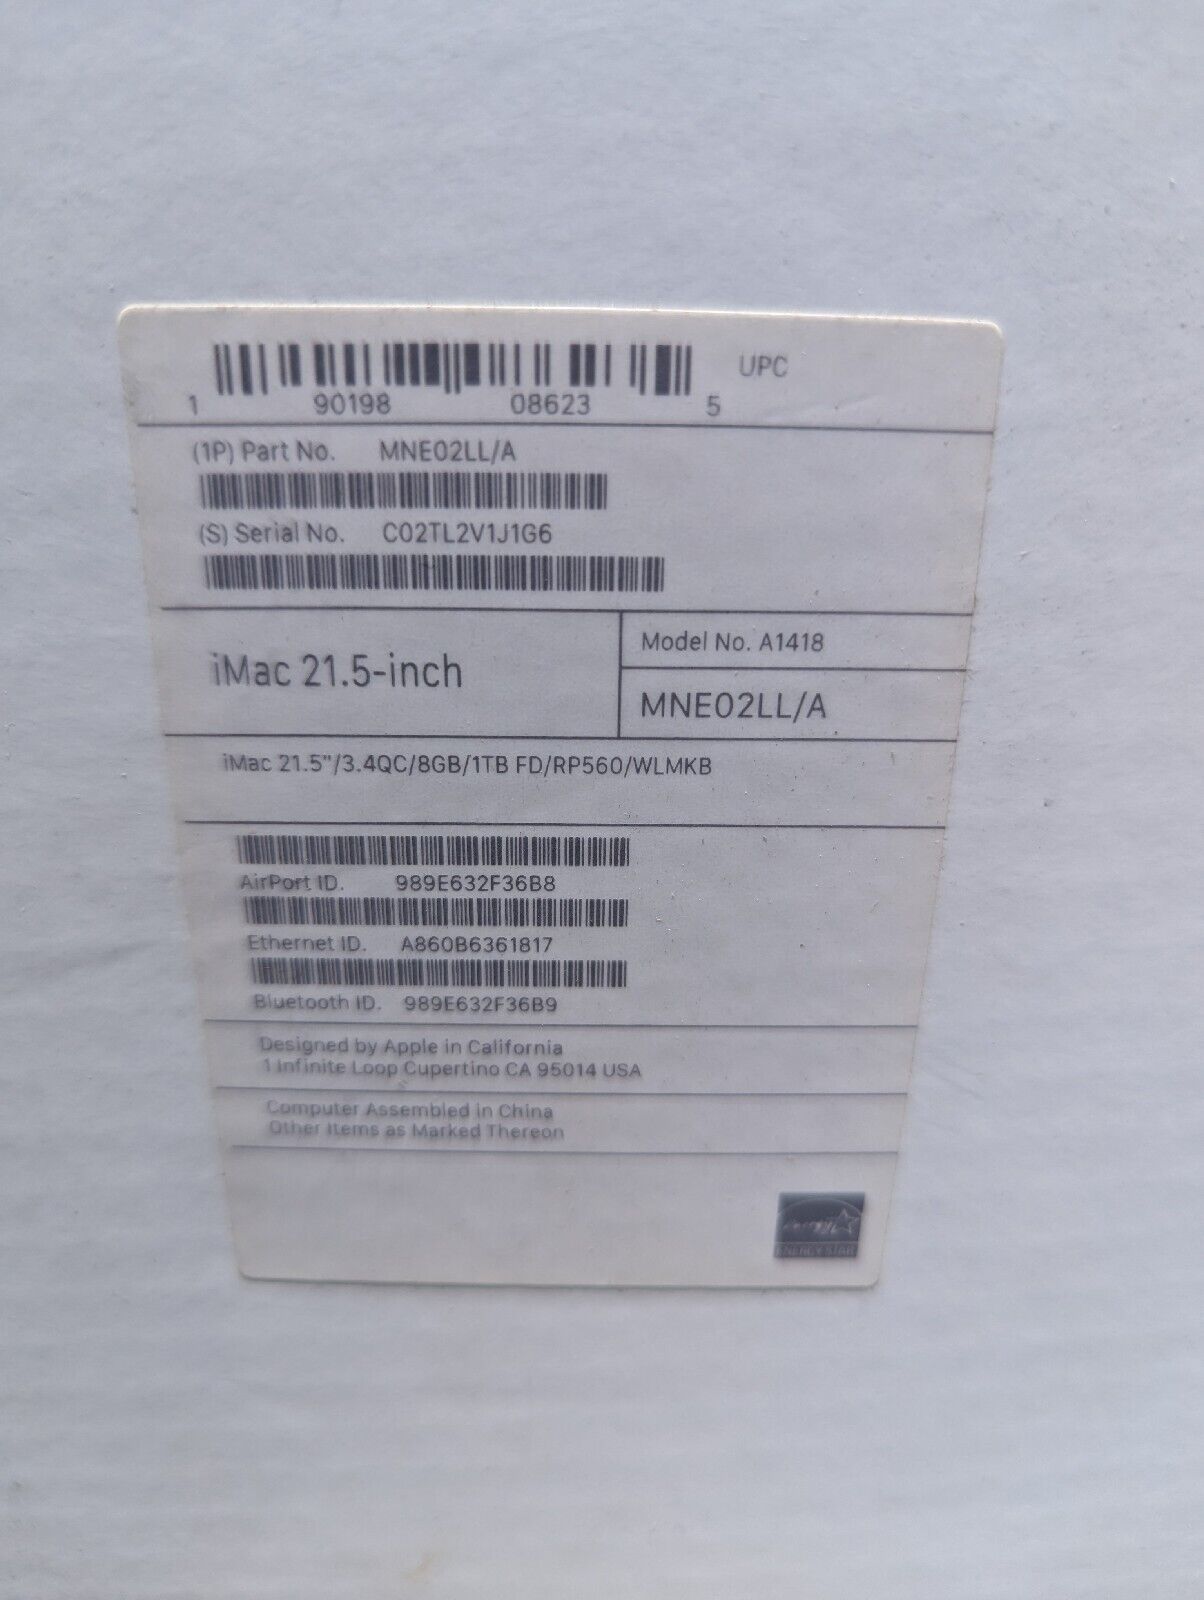 UPC
1 90198 08623 5
(1P) Part No. MNE02LL/A
(S) Serial No. C02TL2V1J1G6
iMac 21.5-inch
Model No. A1418
MNE02LL/A
iMac 21.5"/3.4QC/8GB/1TB FD/RP560/WLMKB
AirPort ID. 989E632F36B8
Ethernet ID. A860B6361817
Bluetooth ID. 989E632F36B9
Designed by Apple in California
1 Infinite Loop Cupertino CA 95014 USA
Computer Assembled in China
Other Items as Marked Thereon
ENERGY STAR